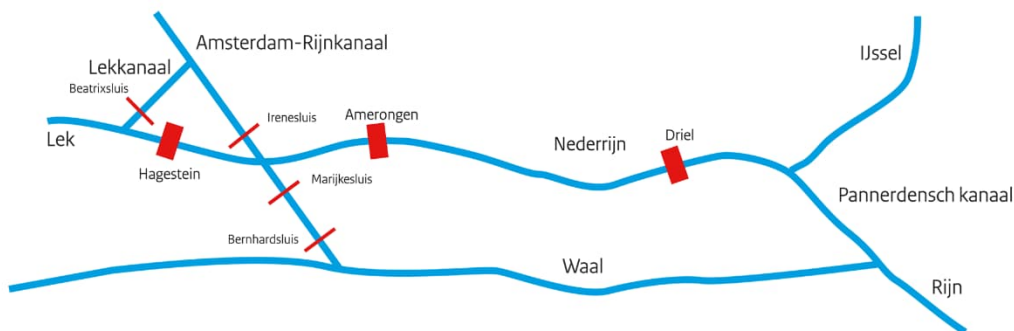 Amsterdam-Rijnkanaal
IJssel
Lekkanaal
Beatrixsluis
Irenesluis
Amerongen
Lek
Nederrijn
Driel
Hagestein
Marijkesluis
Pannerdensch kanaal
Bernhardsluis
Waal
Rijn